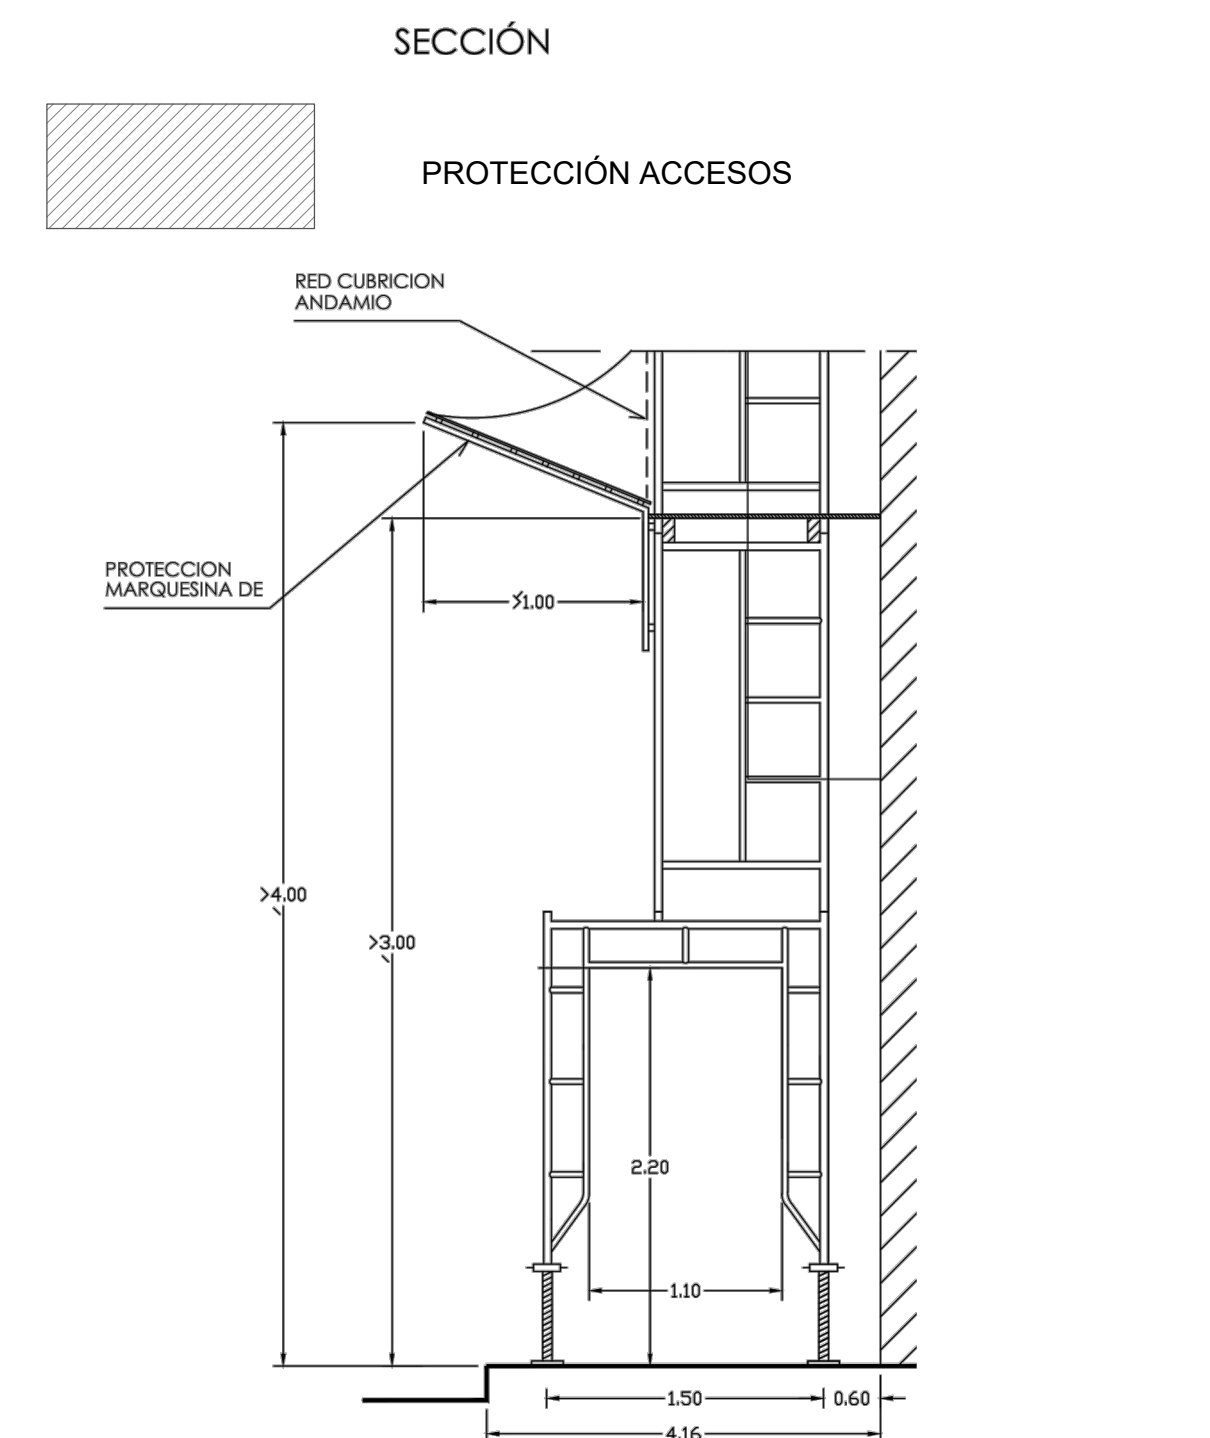 SECCIÓN
PROTECCIÓN ACCESOS
RED CUBRICION
ANDAMIO
PROTECCION
MARQUESINA DE
>1.00
>4.00
>3.00
2.20
1.10
1.50
0.60
4.16